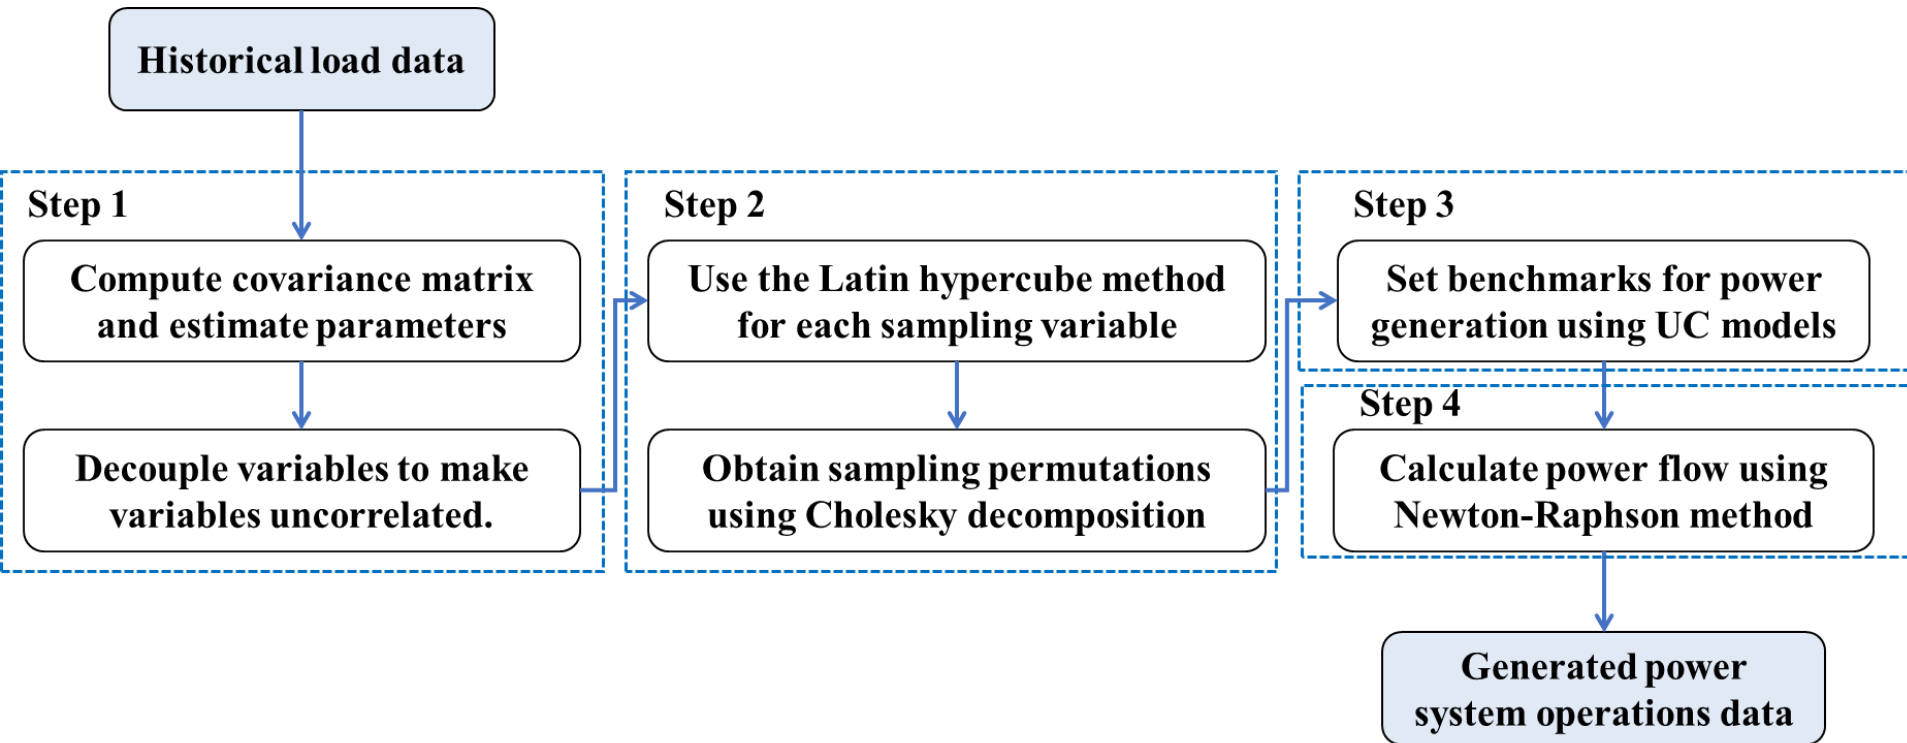 Historical load data
Step 1
Compute covariance matrix
and estimate parameters
Decouple variables to make
variables uncorrelated.
Step 2
Use the Latin hypercube method
for each sampling variable
Obtain sampling permutations
using Cholesky decomposition
Step 3
Set benchmarks for power
generation using UC models
Step 4
Calculate power flow using
Newton-Raphson method
Generated power
system operations data